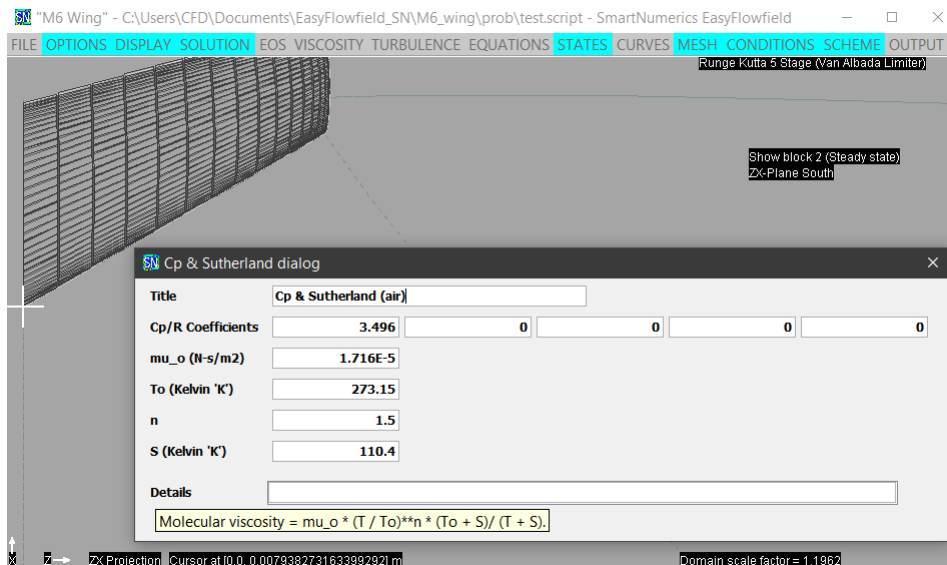 "M6 Wing" - C:\Users\CFD\Documents\EasyFlowfield_SN\M6_wing\prob\test.script - SmartNumerics EasyFlowfield
FILE OPTIONS DISPLAY SOLUTION EOS VISCOSITY TURBULENCE EQUATIONS STATES CURVES MESH CONDITIONS SCHEME OUTPUT
Runge Kutta 5 Stage (Van Albada Limiter)
Show block 2 (Steady state)
ZX-Plane South
SN Cp & Sutherland dialog
Title Cp & Sutherland (air)
Cp/R Coefficients 3.496 0 0 0 0
mu_o (N-s/m2) 1.716E-5
To (Kelvin 'K') 273.15
n 1.5
S (Kelvin 'K') 110.4
Details
Molecular viscosity = mu_o * (T / To)**n * (To + S)/ (T + S).
X Z ZX Projection Cursor at [0.0, 0.007938273163399292] m Domain scale factor = 1.1962